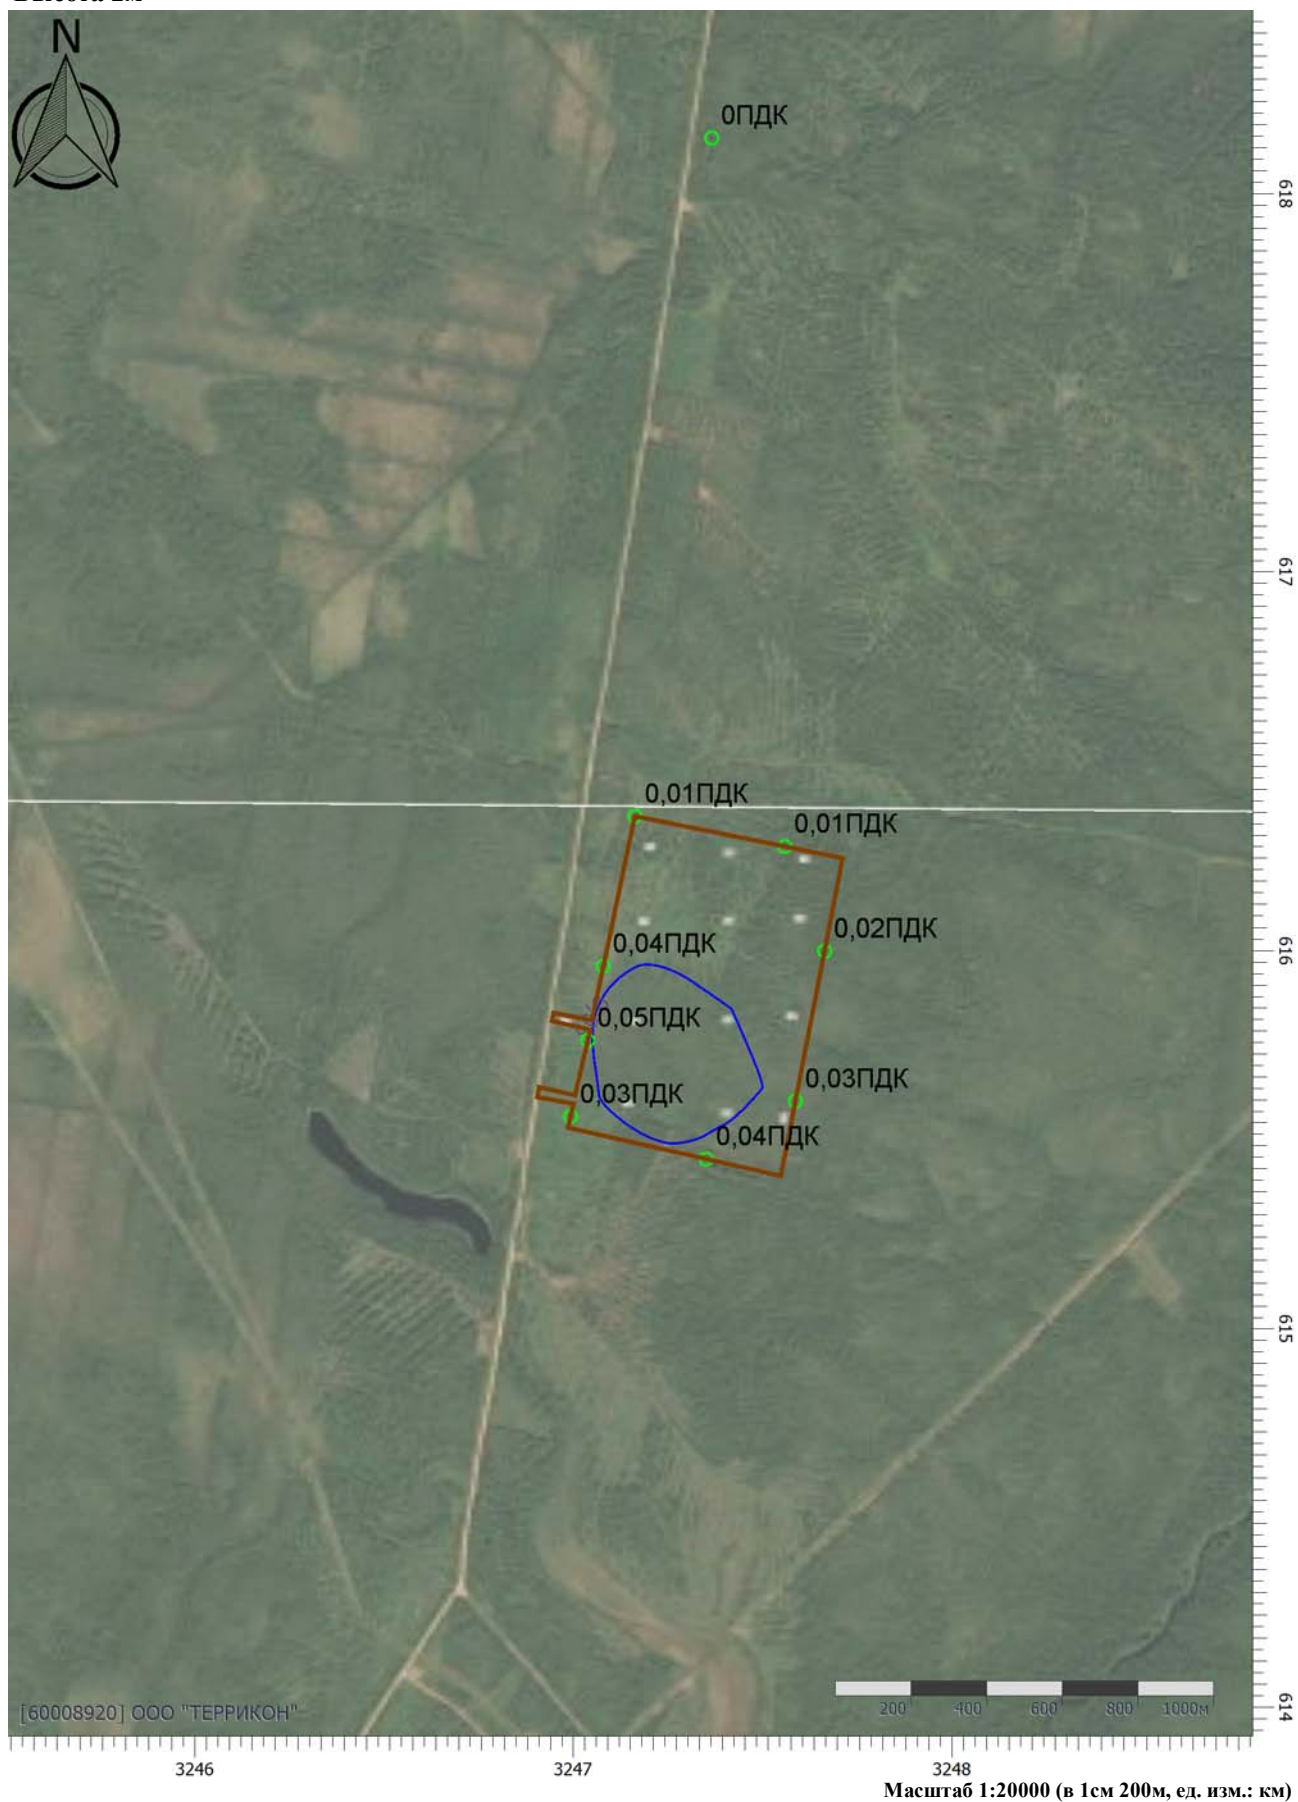 Высота 2м
N
0ПДК
618
617
0,01ПДК
0,01ПДК
0,02ПДК
0,04ПДК
616
0,05ПДК
0,03ПДК
0,03ПДК
0,04ПДК
615
200 400 600 800 1000м
[60008920] ООО "ТЕРРИКОН"
614
3246 3247 3248
Масштаб 1:20000 (в 1см 200м, ед. изм.: км)